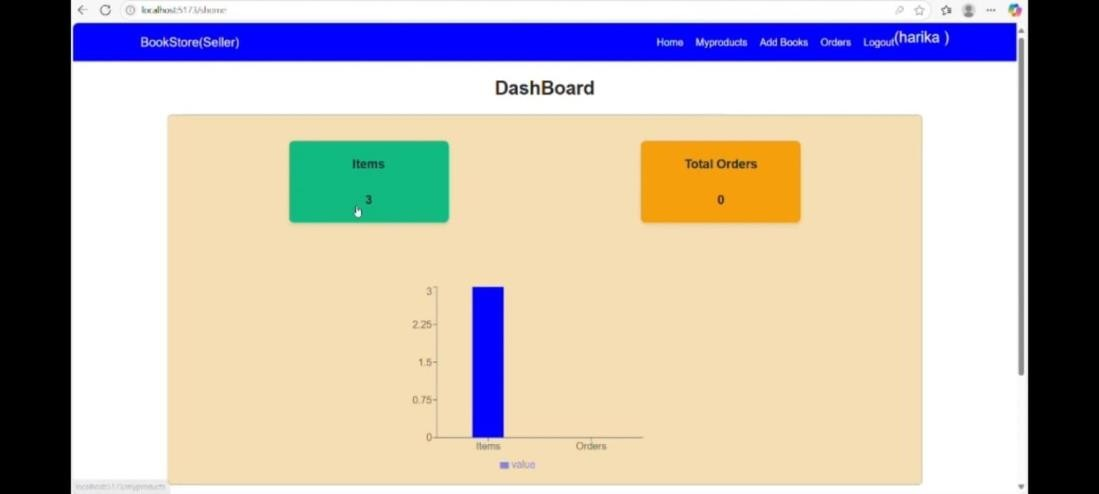 localhost:5173/shome
BookStore(Seller)
Home Myproducts Add Books Orders Logout(harika )
DashBoard
Items
3
Total Orders
0
3
2.25
1.5
0.75
0
Items Orders
value
localhost:5173/myproducts